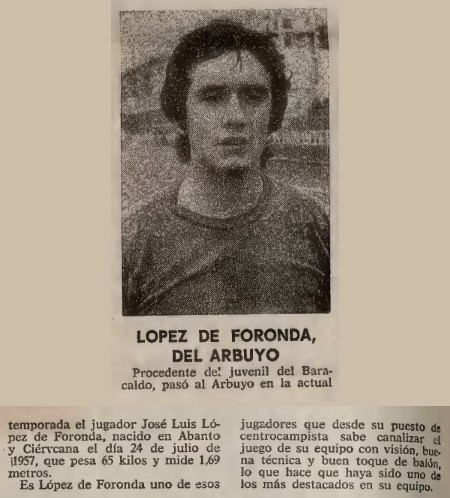 LOPEZ DE FORONDA,
DEL ARBUYO
Procedente del juvenil del Bara-
caldo, pasó al Arbuyo en la actual
temporada el jugador José Luis Ló-
pez de Foronda, nacido en Abanto
y Ciérvcana el día 24 de julio de
1957, que pesa 65 kilos y mide 1,69
metros.
Es López de Foronda uno de esos
jugadores que desde su puesto de
centrocampista sabe canalizar el
juego de su equipo con visión, bue-
na técnica y buen toque de balón,
lo que hace que haya sido uno de
los más destacados en su equipo.